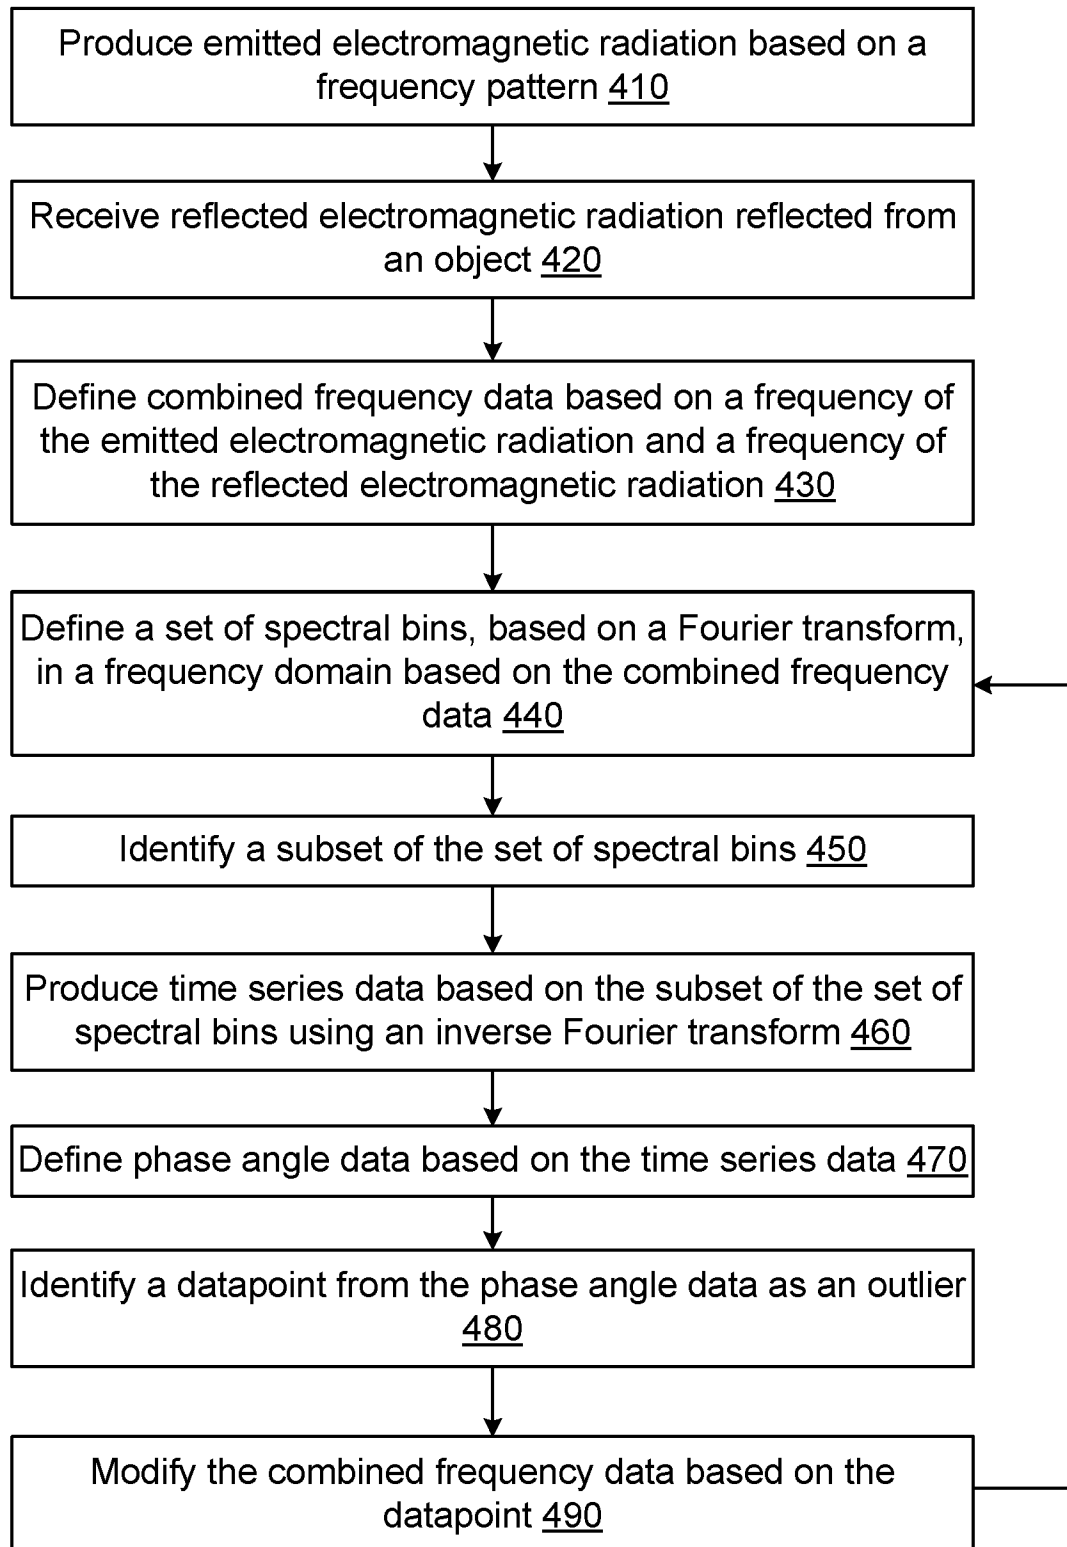 Produce emitted electromagnetic radiation based on a
frequency pattern 410
Receive reflected electromagnetic radiation reflected from
an object 420
Define combined frequency data based on a frequency of
the emitted electromagnetic radiation and a frequency of
the reflected electromagnetic radiation 430
Define a set of spectral bins, based on a Fourier transform,
in a frequency domain based on the combined frequency
data 440
Identify a subset of the set of spectral bins 450
Produce time series data based on the subset of the set of
spectral bins using an inverse Fourier transform 460
Define phase angle data based on the time series data 470
Identify a datapoint from the phase angle data as an outlier
480
Modify the combined frequency data based on the
datapoint 490